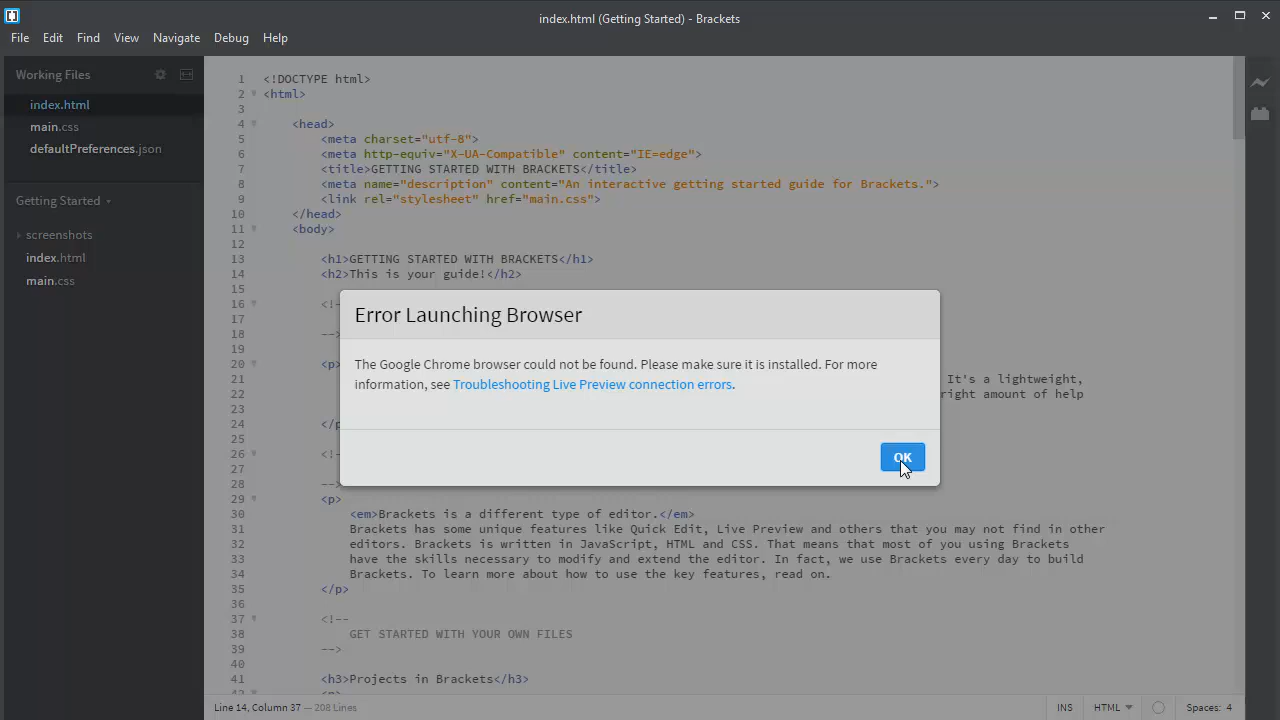 index.html (Getting Started) - Brackets
File Edit Find View Navigate Debug Help
Working Files
index.html
main.css
defaultPreferences.json
Getting Started
screenshots
index.html
main.css
1 <!DOCTYPE html>
2 <html>
3
4 <head>
5 <meta charset="utf-8">
6 <meta http-equiv="X-UA-Compatible" content="IE=edge">
7 <title>GETTING STARTED WITH BRACKETS</title>
8 <meta name="description" content="An interactive getting started guide for Brackets.">
9 <link rel="stylesheet" href="main.css">
10 </head>
11 <body>
12
13 <h1>GETTING STARTED WITH BRACKETS</h1>
14 <h2>This is your guide!</h2>
15
16 <!-
17
18 -->
19
20 <p>
21 It's a lightweight,
22 right amount of help
23
24 </p
25
26 <!-
27
28 -->
29 <p>
30 <em>Brackets is a different type of editor.</em>
31 Brackets has some unique features like Quick Edit, Live Preview and others that you may not find in other
32 editors. Brackets is written in JavaScript, HTML and CSS. That means that most of you using Brackets
33 have the skills necessary to modify and extend the editor. In fact, we use Brackets every day to build
34 Brackets. To learn more about how to use the key features, read on.
35 </p>
36
37 <!--
38 GET STARTED WITH YOUR OWN FILES
39 -->
40
41 <h3>Projects in Brackets</h3>
42 <p>
Error Launching Browser
The Google Chrome browser could not be found. Please make sure it is installed. For more
information, see Troubleshooting Live Preview connection errors.
OK
Line 14, Column 37 — 208 Lines
INS HTML Spaces: 4